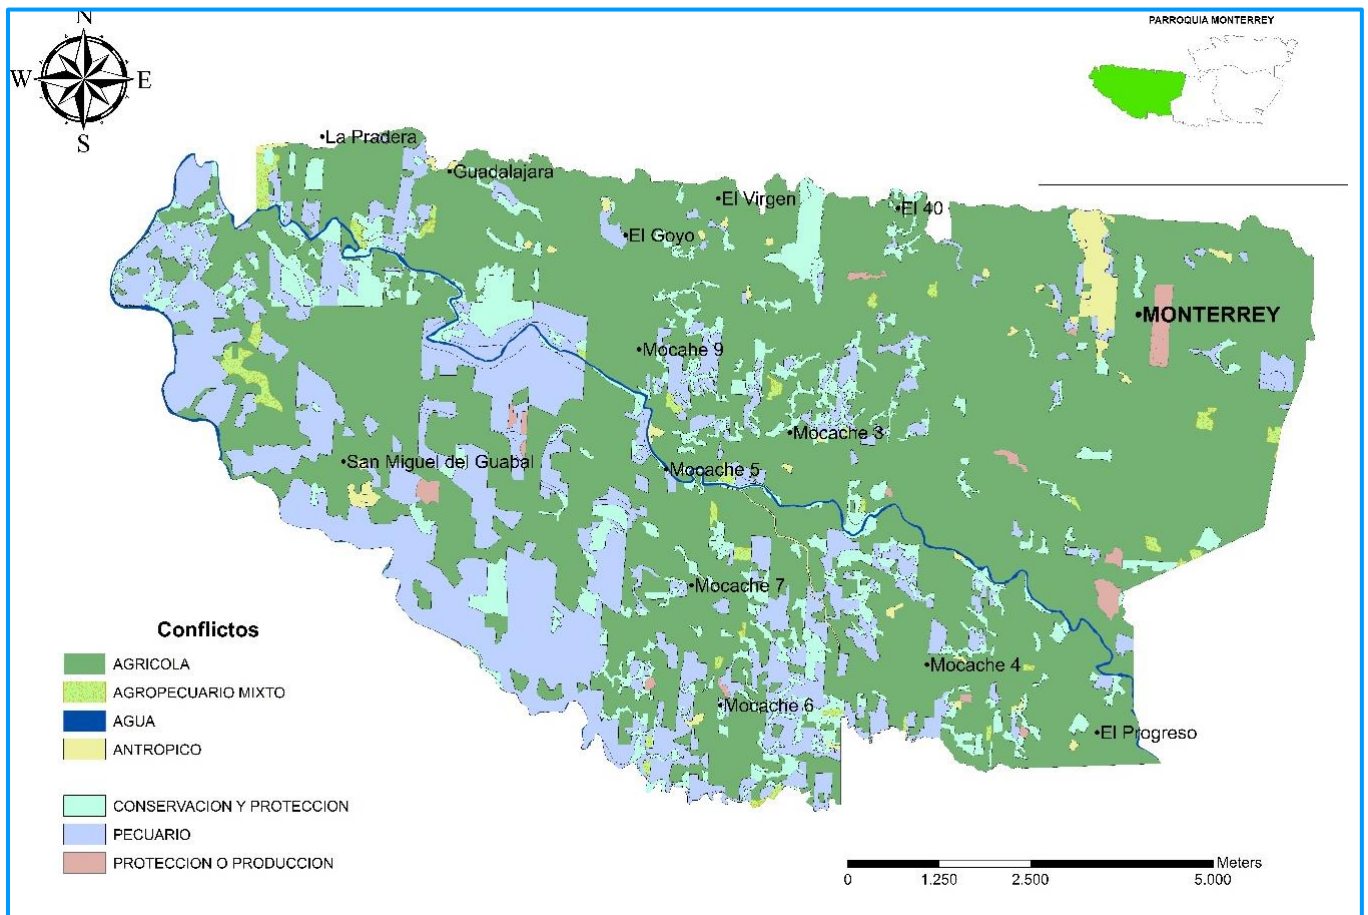 N
W E
S
PARROQUIA MONTERREY
•La Pradera
•Guadalajara
•El Virgen
•El 40
•El Goyo
•MONTERREY
•Mocahe 9
•Mocache 3
•San Miguel del Guabal
•Mocache 5
•Mocache 7
•Mocache 4
•Mocache 6
•El Progreso
Conflictos
AGRICOLA
AGROPECUARIO MIXTO
AGUA
ANTROPICO
CONSERVACION Y PROTECCION
PECUARIO
PROTECCION O PRODUCCION
Meters
0 1.250 2.500 5.000